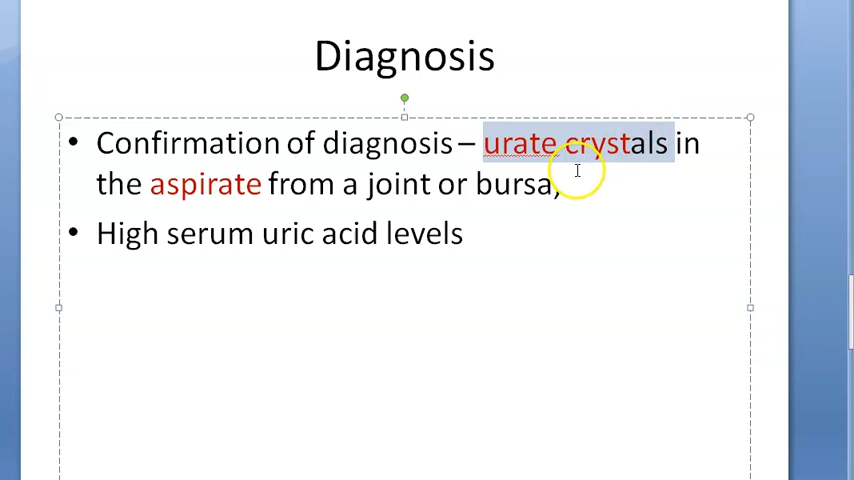 Diagnosis
• Confirmation of diagnosis – urate crystals in
the aspirate from a joint or bursa,
• High serum uric acid levels